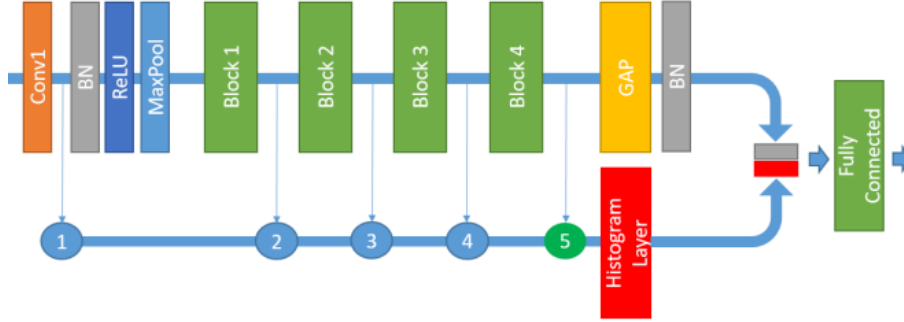 Conv1
BN
ReLU
MaxPool
Block 1
Block 2
Block 3
Block 4
GAP
BN
Fully
Connected
1
2
3
4
5
Histogram
Layer